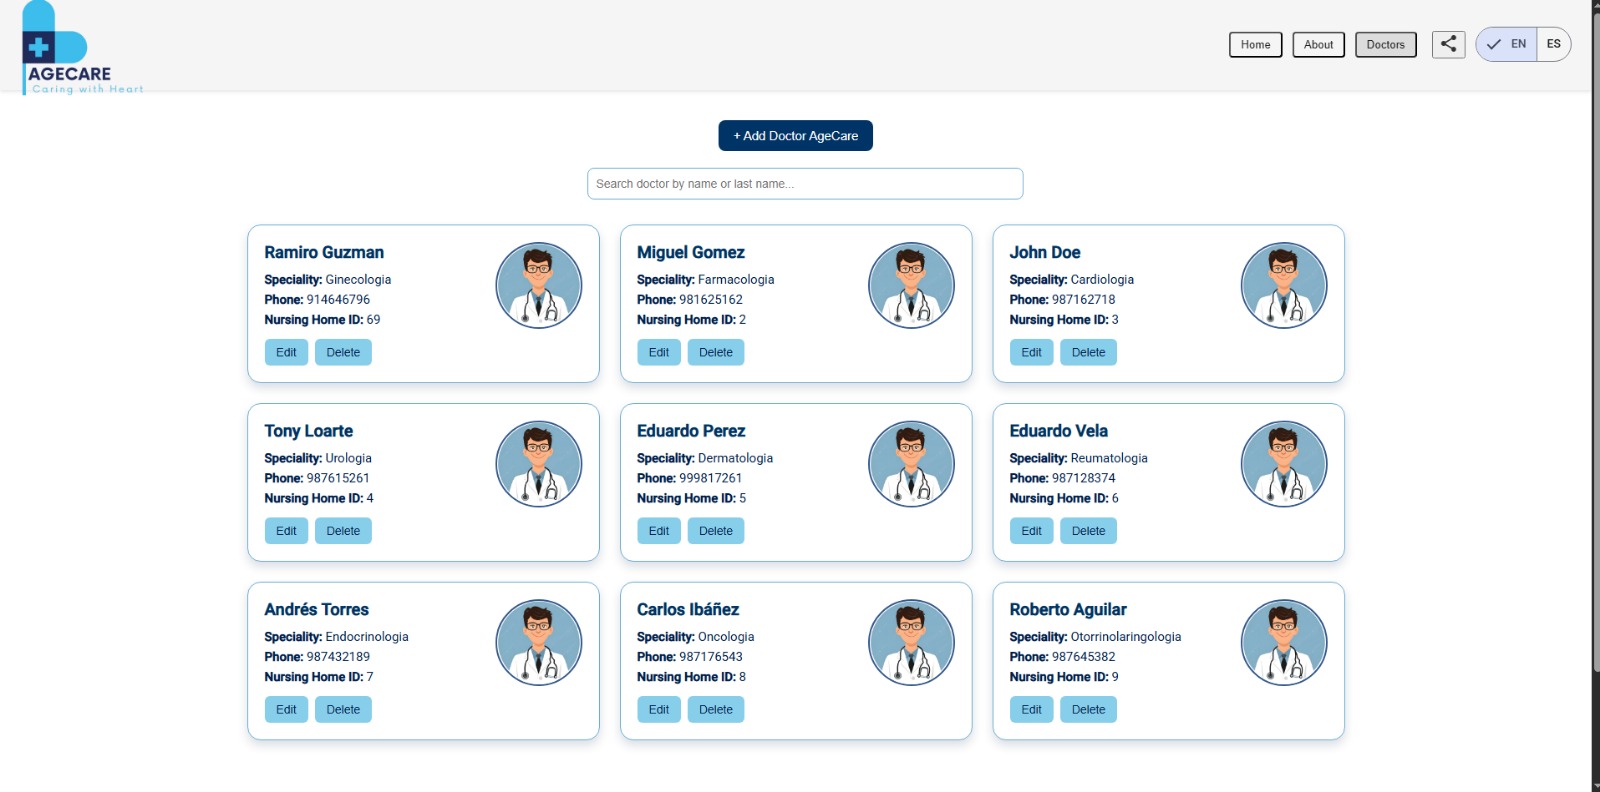 AGECARE
Caring with Heart
Home
About
Doctors
EN
ES
+ Add Doctor AgeCare
Search doctor by name or last name...
Ramiro Guzman
Speciality: Ginecologia
Phone: 914646796
Nursing Home ID: 69
Edit Delete
Miguel Gomez
Speciality: Farmacologia
Phone: 981625162
Nursing Home ID: 2
Edit Delete
John Doe
Speciality: Cardiologia
Phone: 987162718
Nursing Home ID: 3
Edit Delete
Tony Loarte
Speciality: Urologia
Phone: 987615261
Nursing Home ID: 4
Edit Delete
Eduardo Perez
Speciality: Dermatologia
Phone: 999817261
Nursing Home ID: 5
Edit Delete
Eduardo Vela
Speciality: Reumatologia
Phone: 987128374
Nursing Home ID: 6
Edit Delete
Andrés Torres
Speciality: Endocrinologia
Phone: 987432189
Nursing Home ID: 7
Edit Delete
Carlos Ibáñez
Speciality: Oncologia
Phone: 987176543
Nursing Home ID: 8
Edit Delete
Roberto Aguilar
Speciality: Otorrinolaringologia
Phone: 987645382
Nursing Home ID: 9
Edit Delete